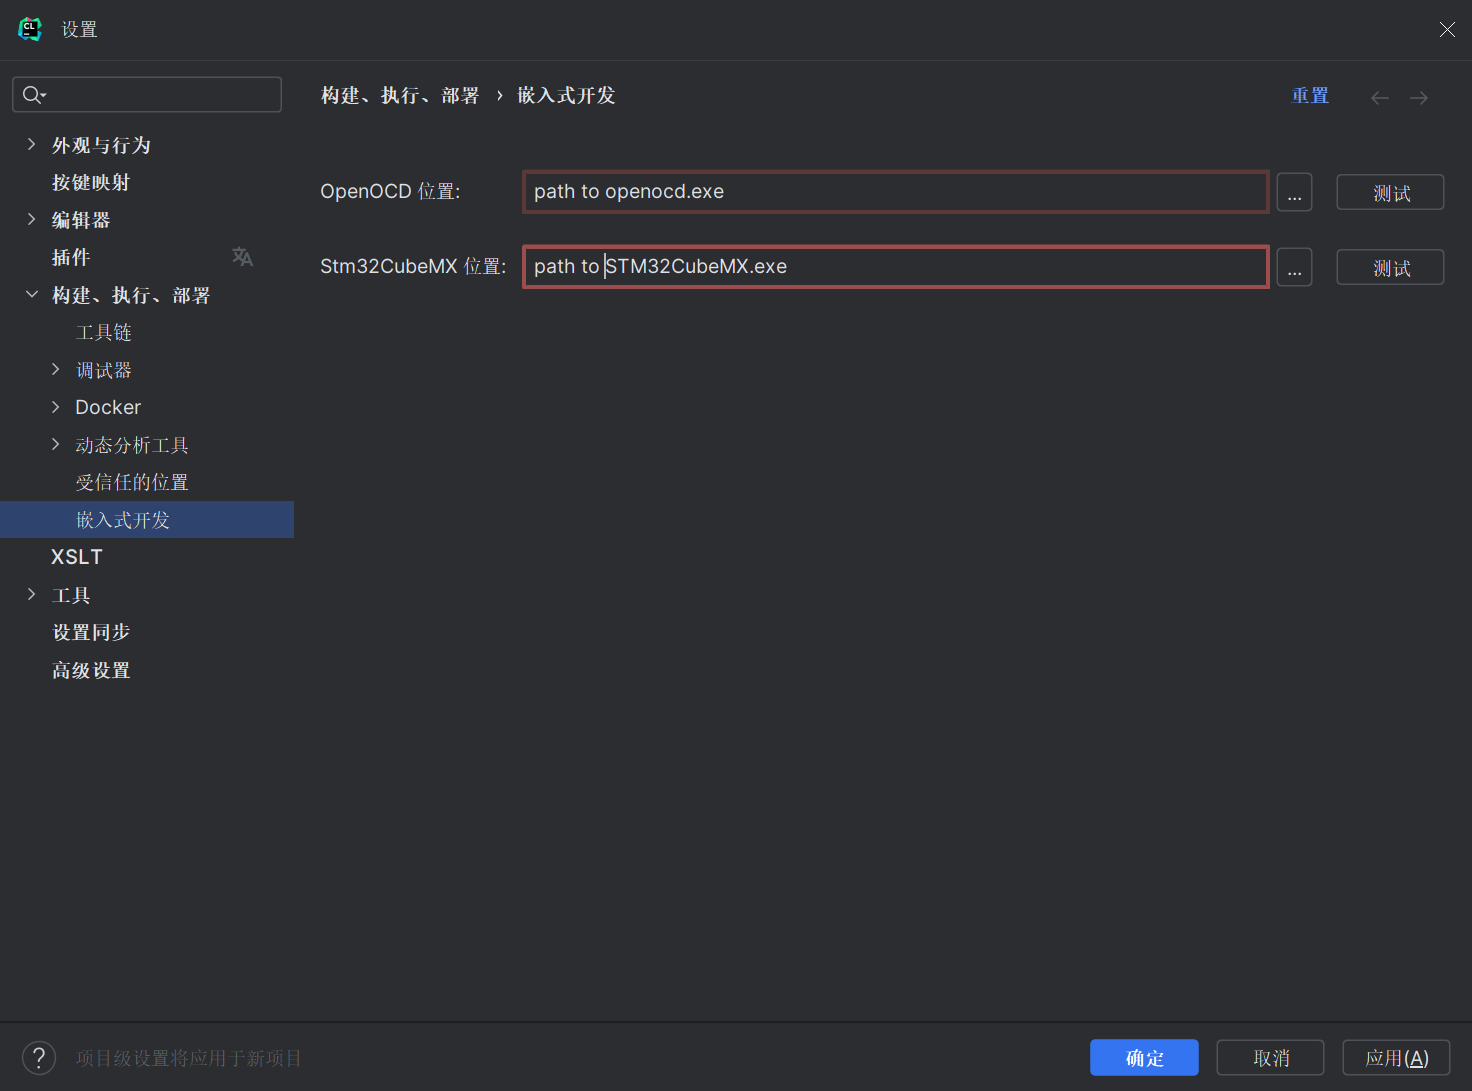 CL
设置
构建、执行、部署 › 嵌入式开发
重置
外观与行为
按键映射
编辑器
插件
构建、执行、部署
工具链
调试器
Docker
动态分析工具
受信任的位置
嵌入式开发
XSLT
工具
设置同步
高级设置
OpenOCD 位置:
path to openocd.exe
...
测试
Stm32CubeMX 位置:
path to STM32CubeMX.exe
...
测试
?
项目级设置将应用于新项目
确定
取消
应用(A)